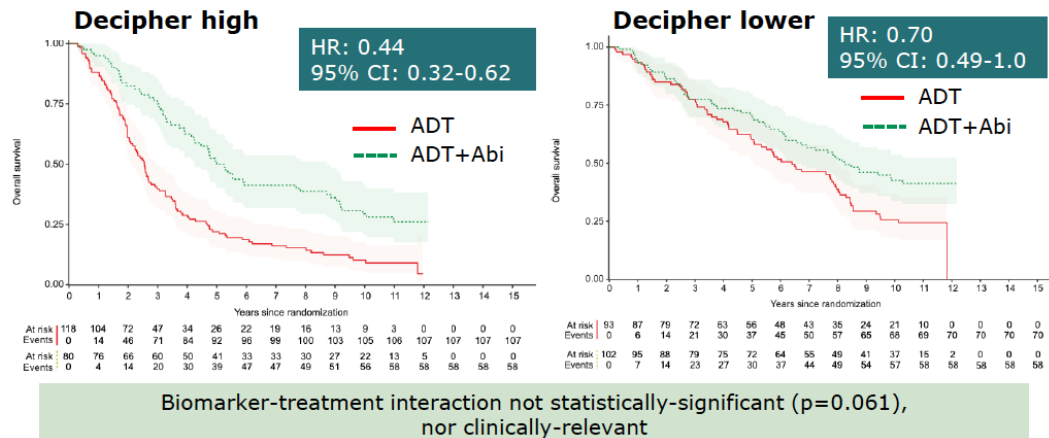 Decipher high
HR: 0.44
95% CI: 0.32-0.62
ADT
ADT+Abi
Overall survival
1.00
0.75
0.50
0.25
0.00
0 1 2 3 4 5 6 7 8 9 10 11 12 13 14 15
Years since randomization
At risk 118 104 72 47 34 26 22 19 16 13 9 3 0 0 0 0
Events 0 14 46 71 84 92 96 99 100 103 105 106 107 107 107 107
At risk 80 76 66 60 50 41 33 33 30 27 22 13 5 0 0 0
Events 0 4 14 20 30 39 47 47 49 51 56 58 58 58 58 58
Decipher lower
HR: 0.70
95% CI: 0.49-1.0
ADT
ADT+Abi
Overall survival
1.00
0.75
0.50
0.25
0.00
0 1 2 3 4 5 6 7 8 9 10 11 12 13 14 15
Years since randomization
At risk 93 87 79 72 63 56 48 43 35 24 21 10 0 0 0 0
Events 0 6 14 21 30 37 45 50 57 65 68 69 70 70 70 70
At risk 102 95 88 79 75 72 64 55 49 41 37 15 2 0 0 0
Events 0 7 14 23 27 30 37 44 49 54 57 58 58 58 58 58
Biomarker-treatment interaction not statistically-significant (p=0.061),
nor clinically-relevant